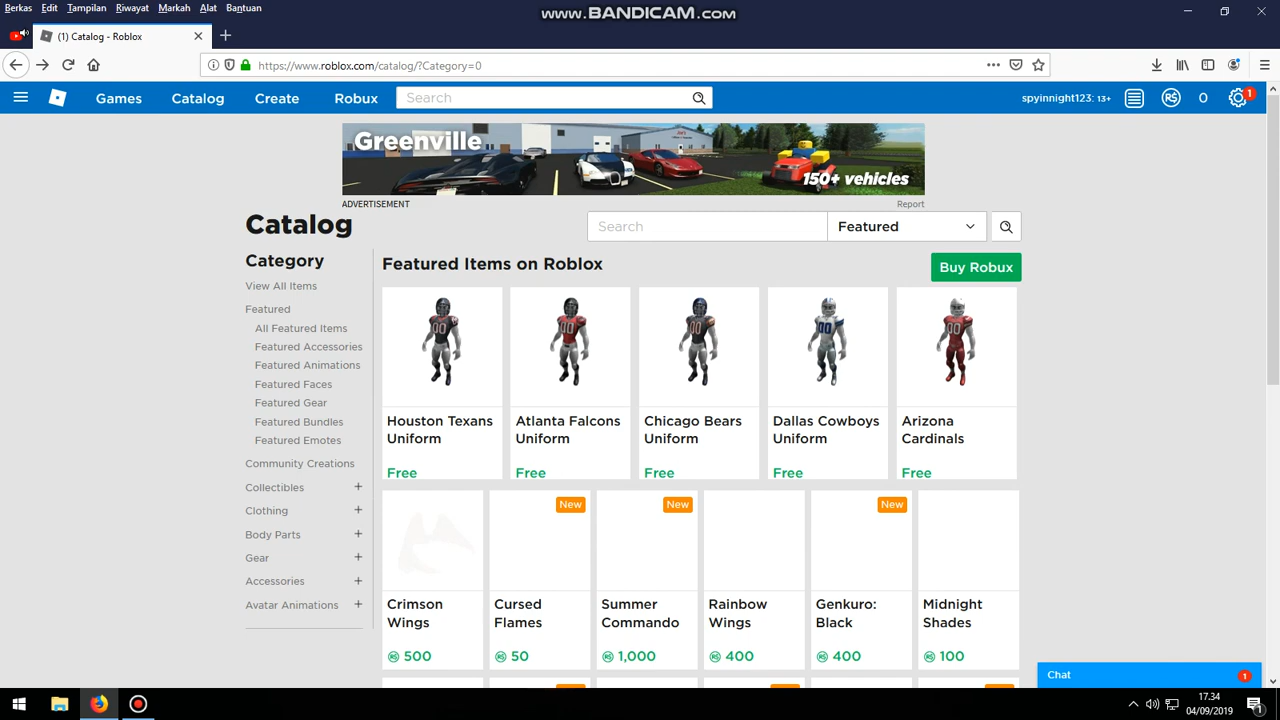 Berkas Edit Tampilan Riwayat Markah Alat Bantuan
www.BANDICAM.com
(1) Catalog - Roblox
https://www.roblox.com/catalog/?Category=0
Games Catalog Create Robux Search spyinnight123: 13+ 0 1
Greenville
150+ vehicles
ADVERTISEMENT Report
Catalog
Search Featured
Category
Featured Items on Roblox Buy Robux
View All Items
Featured
All Featured Items
Featured Accessories
Featured Animations
Featured Faces
Featured Gear
Featured Bundles
Featured Emotes
Community Creations
Collectibles +
Clothing +
Body Parts +
Gear +
Accessories +
Avatar Animations +
Houston Texans Uniform Free
Atlanta Falcons Uniform Free
Chicago Bears Uniform Free
Dallas Cowboys Uniform Free
Arizona Cardinals Free
New New New
Crimson Wings 500
Cursed Flames 50
Summer Commando 1,000
Rainbow Wings 400
Genkuro: Black 400
Midnight Shades 100
Chat 1
17.34
04/09/2019